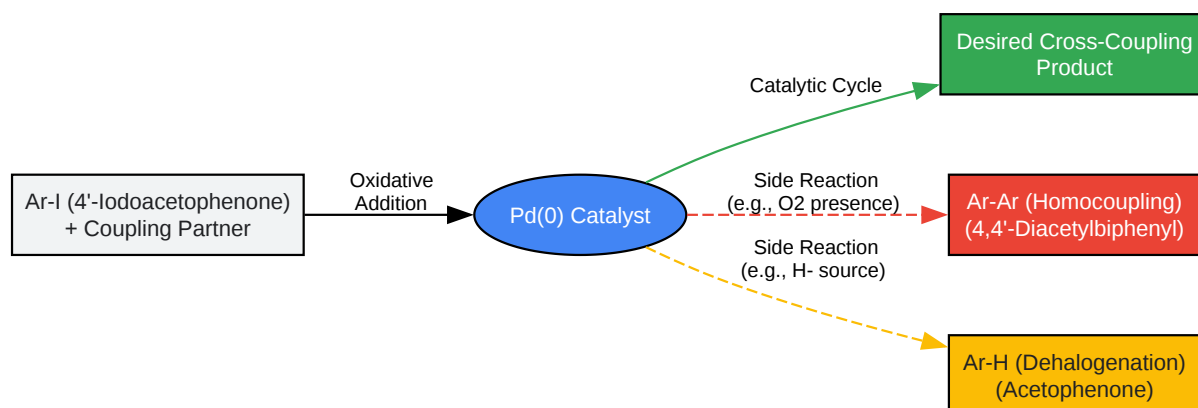 Ar-I (4'-Iodoacetophenone)
+ Coupling Partner
Oxidative
Addition
Pd(0) Catalyst
Catalytic Cycle
Desired Cross-Coupling
Product
Side Reaction
(e.g., O2 presence)
Ar-Ar (Homocoupling)
(4,4'-Diacetylbiphenyl)
Side Reaction
(e.g., H- source)
Ar-H (Dehalogenation)
(Acetophenone)